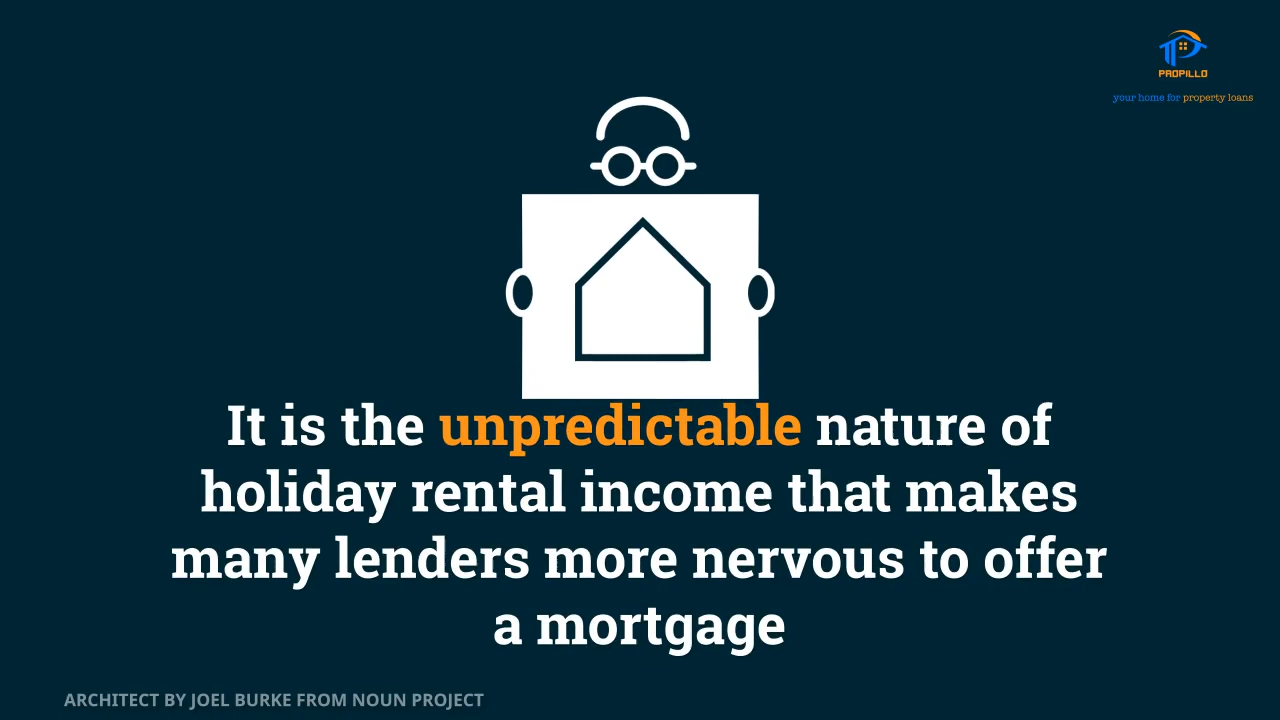 PROPILLO
your home for property loans
It is the unpredictable nature of
holiday rental income that makes
many lenders more nervous to offer
a mortgage
ARCHITECT BY JOEL BURKE FROM NOUN PROJECT